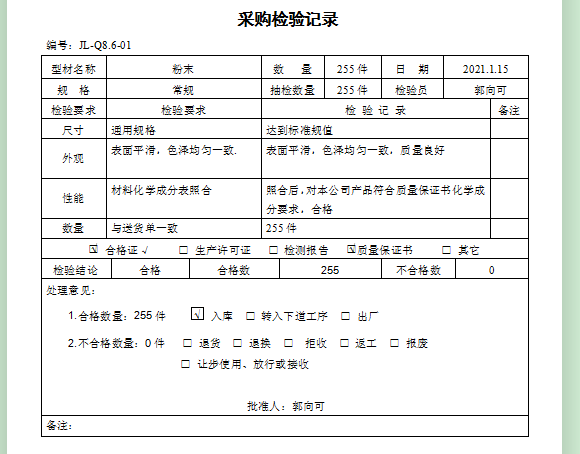 采购检验记录
编号：JL-Q8.6-01
型材名称 粉末 数 量 255 件 日 期 2021.1.15
规 格 常规 抽检数量 255 件 检验员 郭向可
检验要求 检验要求 检 验 记 录 备注
尺寸 通用规格 达到标准规值
外观 表面平滑，色泽均匀一致. 表面平滑，色泽均匀一致，质量良好
性能 材料化学成分表照合 照合后,对本公司产品符合质量保证书化学成
分要求，合格
数量 与送货单一致 255 件
☑ 合格证 √ □ 生产许可证 □ 检测报告 ☑质量保证书 □ 其它
检验结论 合格 合格数 255 不合格数 0
处理意见：
1.合格数量：255 件 ☑ 入库 □ 转入下道工序 □ 出厂
2.不合格数量：0 件 □ 退货 □ 退换 □ 拒收 □ 返工 □ 报废
□ 让步使用、放行或接收
批准人：郭向可
备注：